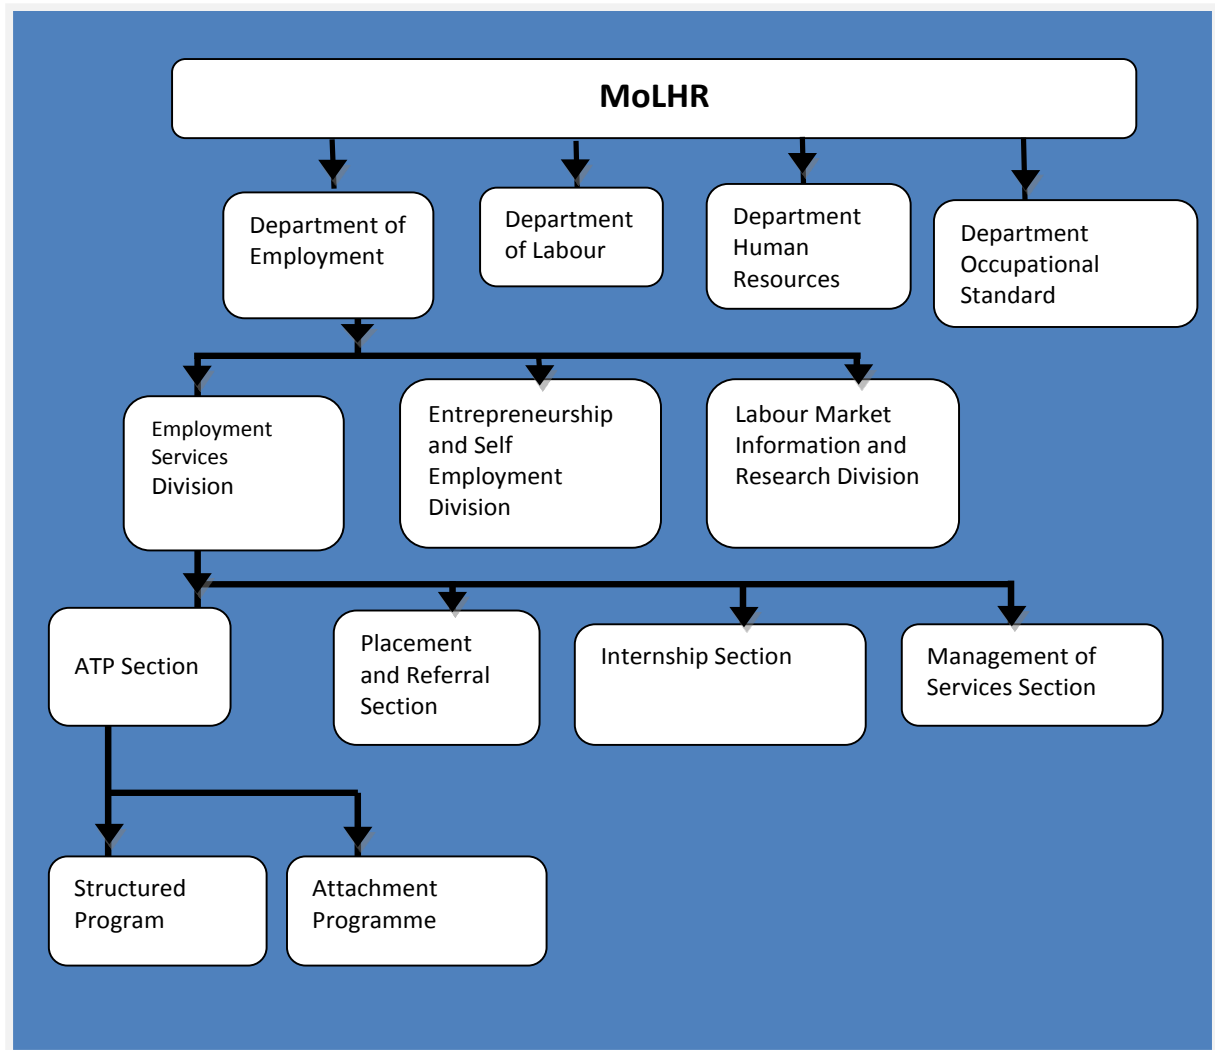 MoLHR
Department of
Employment
Department
of Labour
Department
Human
Resources
Department
Occupational
Standard
Employment
Services
Division
Entrepreneurship
and Self
Employment
Division
Labour Market
Information and
Research Division
ATP Section
Placement
and Referral
Section
Internship Section
Management of
Services Section
Structured
Program
Attachment
Programme